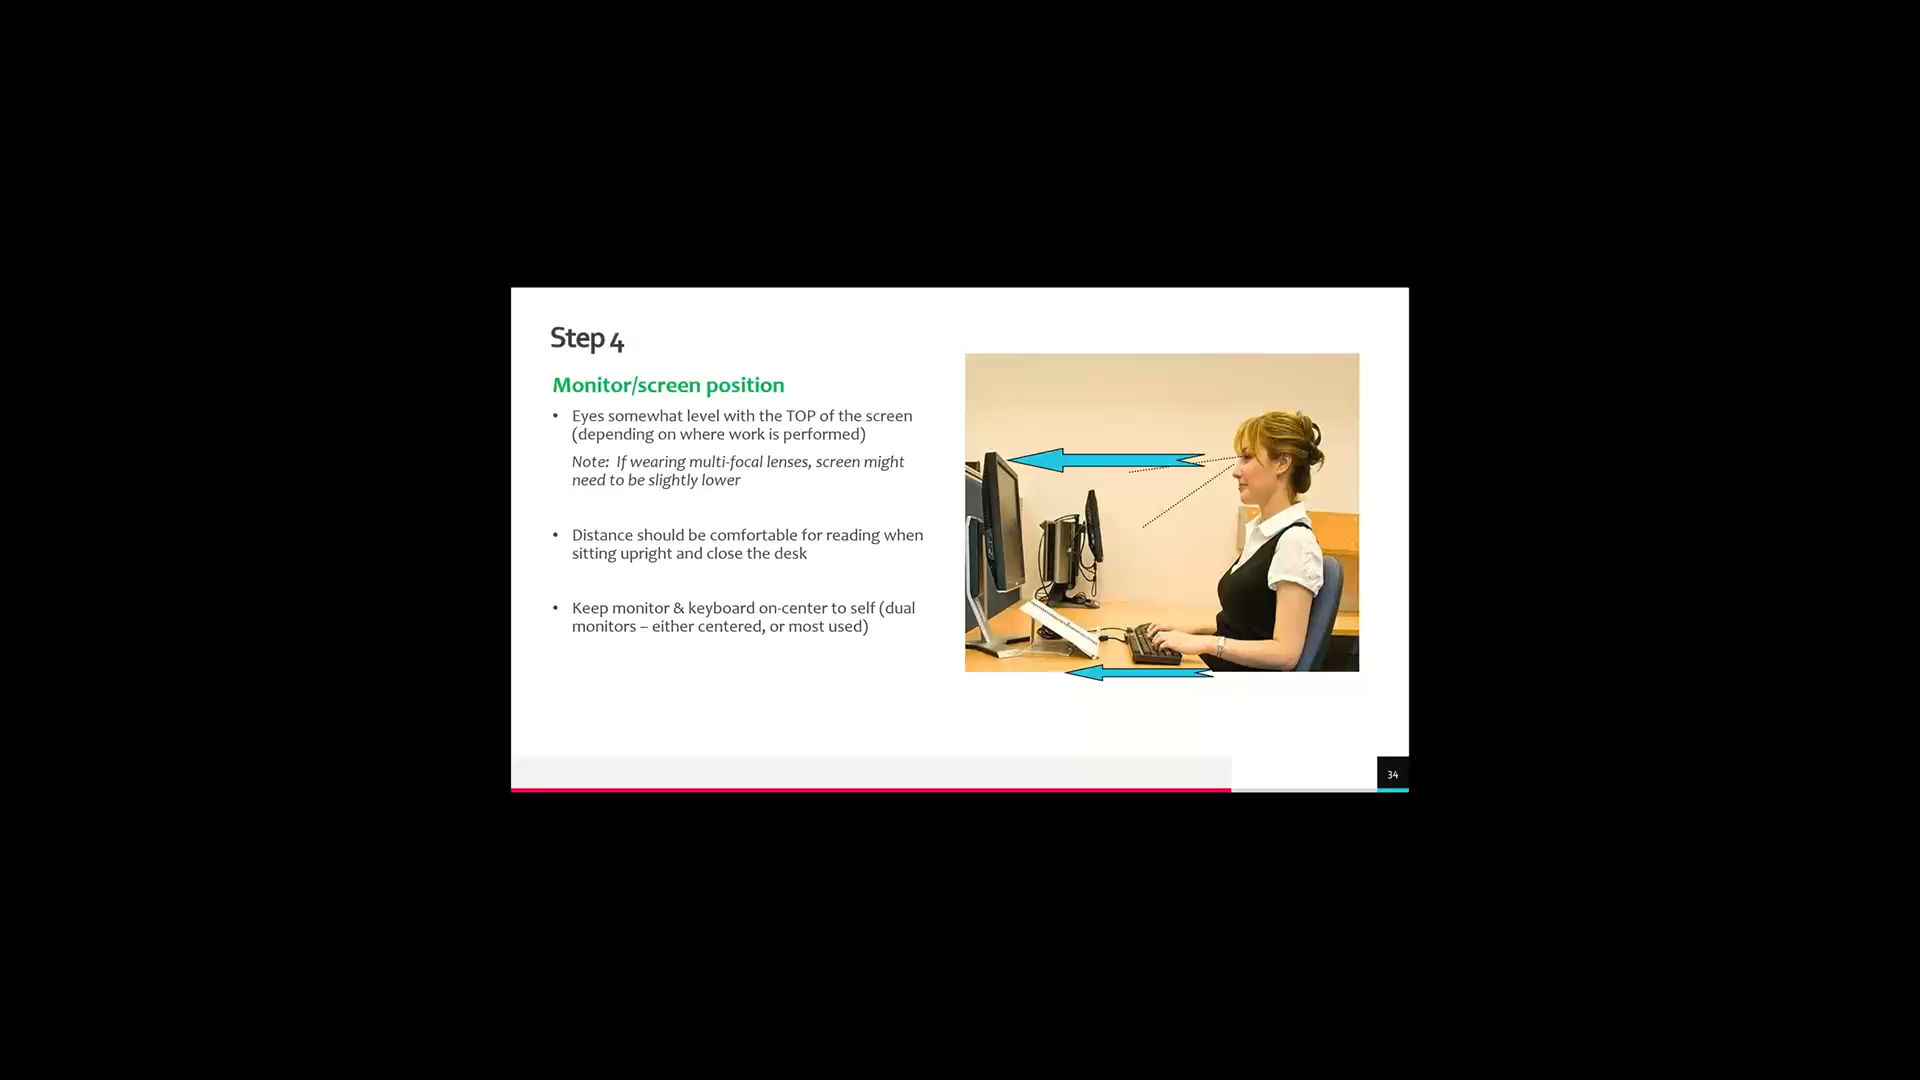 Step 4
Monitor/screen position
• Eyes somewhat level with the TOP of the screen
(depending on where work is performed)
Note: If wearing multi-focal lenses, screen might
need to be slightly lower
• Distance should be comfortable for reading when
sitting upright and close the desk
• Keep monitor & keyboard on-center to self (dual
monitors – either centered, or most used)
34